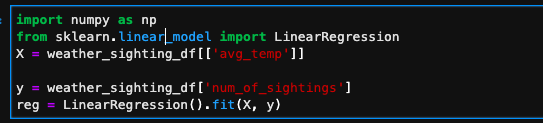 import numpy as np
from sklearn.linear_model import LinearRegression
X = weather_sighting_df[['avg_temp']]
y = weather_sighting_df['num_of_sightings']
reg = LinearRegression().fit(X, y)